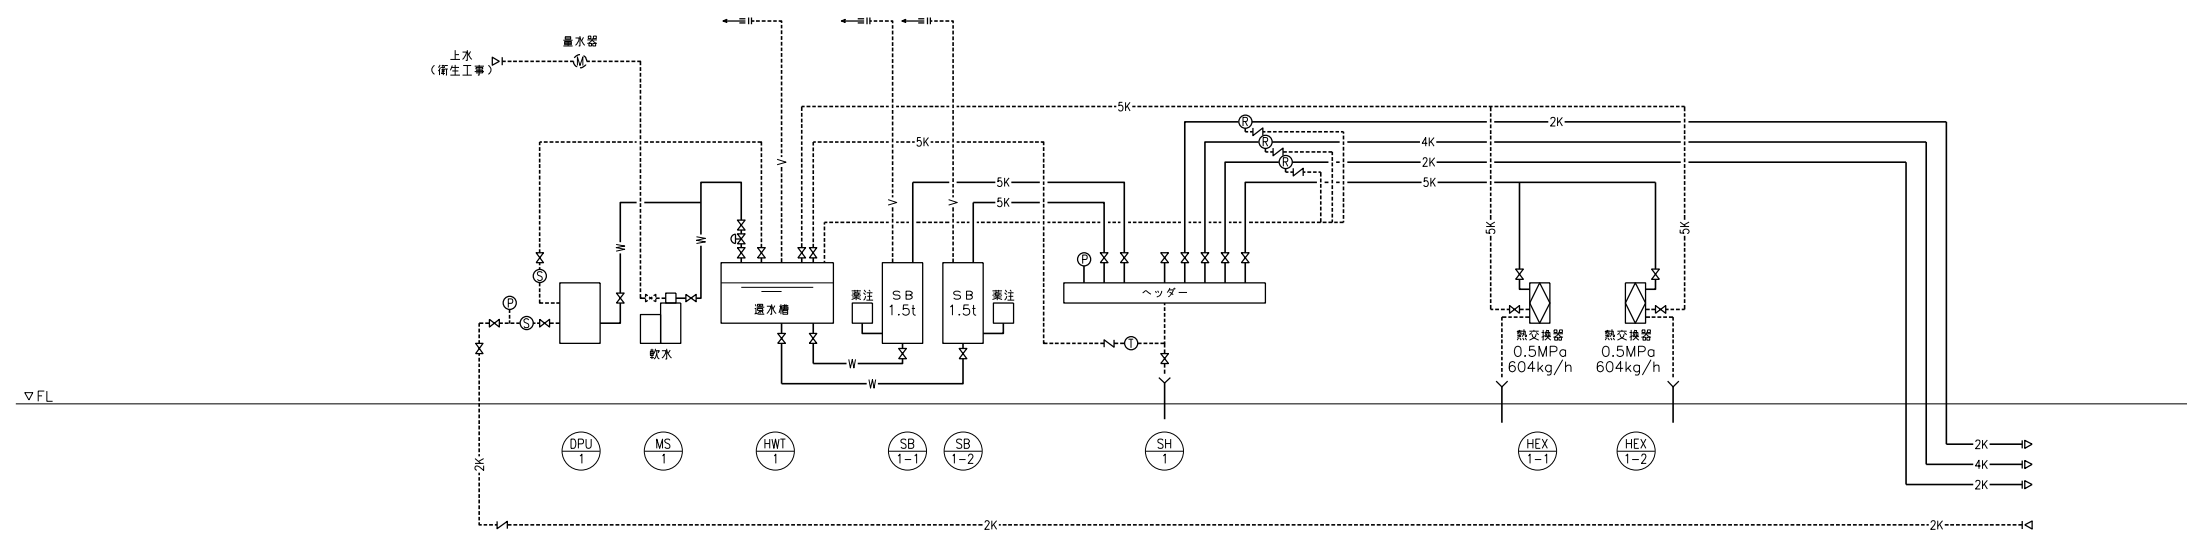 上水
(衛生工事)
量水器
M
5K
5K
R
2K
R
4K
R
2K
5K
5K
5K
V
V
V
W
W
5K
5K
P
S
P
S
還水槽
薬注
SB
1.5t
SB
1.5t
薬注
ヘッダー
軟水
T
W
W
熱交換器
0.5MPa
604kg/h
熱交換器
0.5MPa
604kg/h
▽FL
DPU
1
MS
1
HWT
1
SB
1-1
SB
1-2
SH
1
HEX
1-1
HEX
1-2
2K
2K
4K
2K
2K
2K